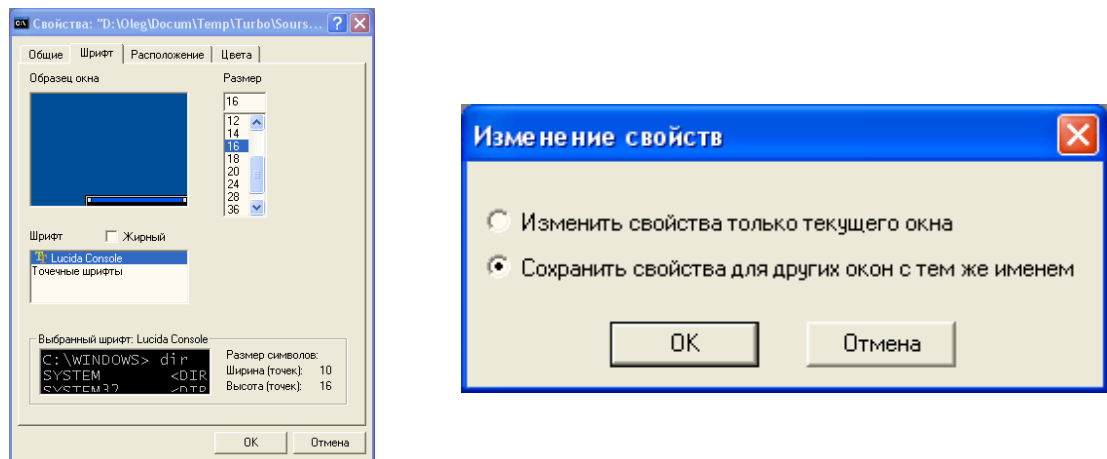 Свойства: "D:\Oleg\Docum\Temp\Turbo\Sours...
Общие Шрифт Расположение Цвета
Образец окна Размер
16
12
14
16
18
20
24
28
36
Шрифт Жирный
Lucida Console
Точечные шрифты
Выбранный шрифт: Lucida Console
C:\WINDOWS> dir
SYSTEM <DIR
SYSTEM32 <DIR
Размер символов:
Ширина (точек): 10
Высота (точек): 16
OK Отмена
Изменение свойств
Изменить свойства только текущего окна
Сохранить свойства для других окон с тем же именем
OK Отмена